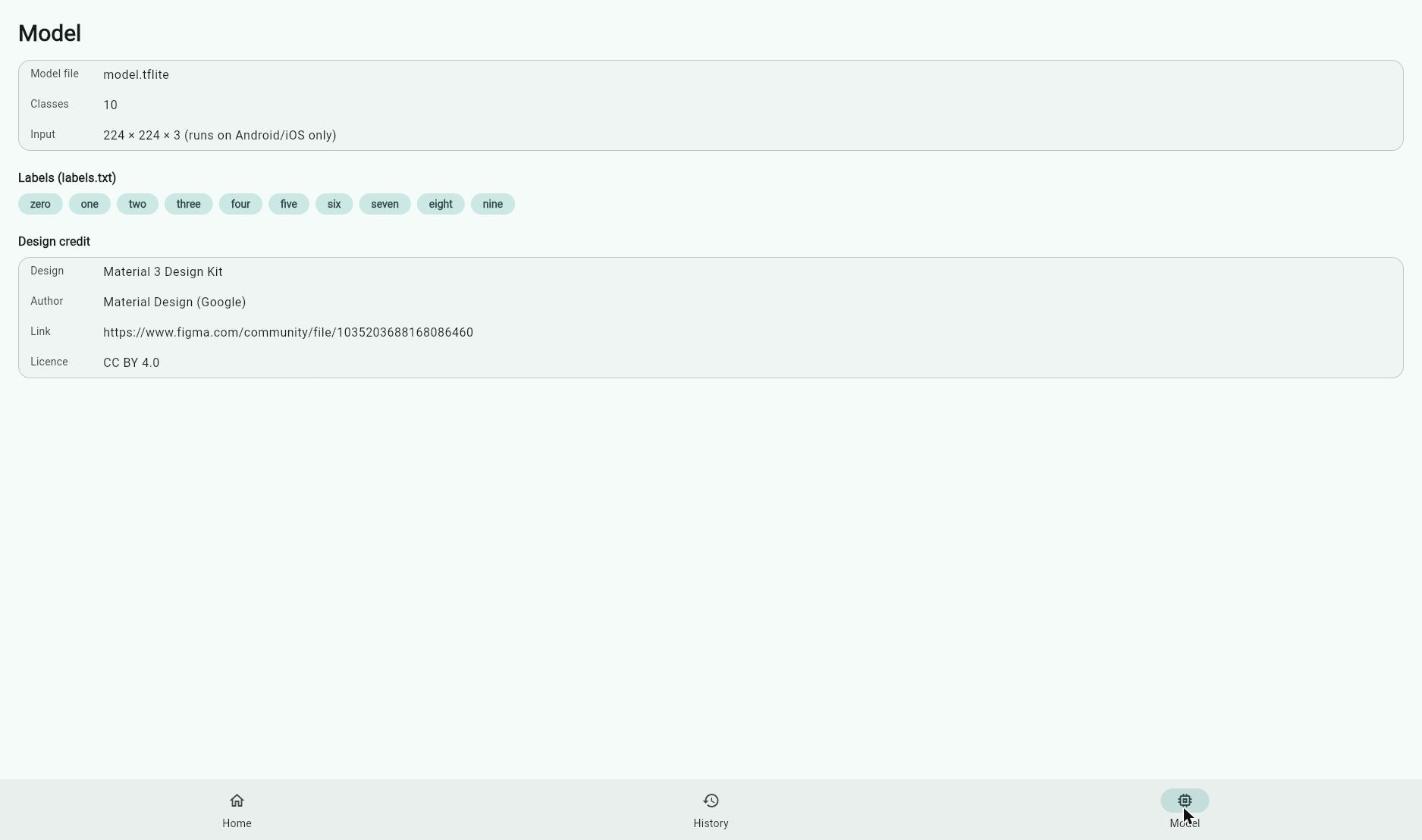 Model
Model file model.tflite
Classes 10
Input 224 × 224 × 3 (runs on Android/iOS only)
Labels (labels.txt)
zero one two three four five six seven eight nine
Design credit
Design Material 3 Design Kit
Author Material Design (Google)
Link https://www.figma.com/community/file/1035203688168086460
Licence CC BY 4.0
Home History Model